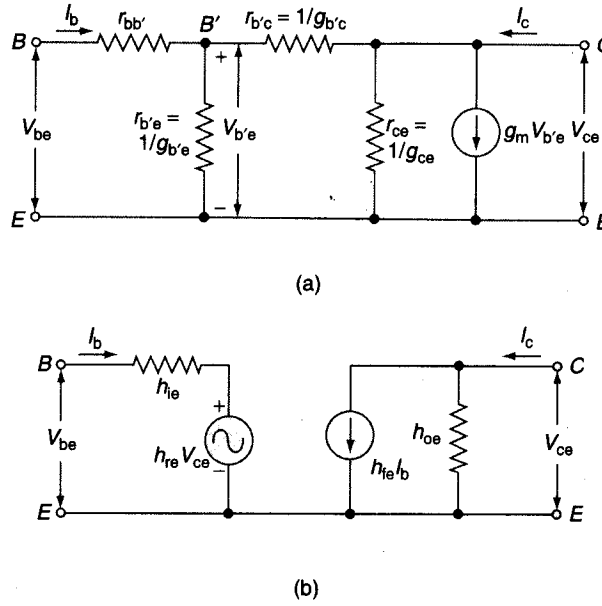 I_b r_bb' B' r_b'c = 1/g_b'c I_c
B C
+
V_be r_b'e = 1/g_b'e V_b'e r_ce = 1/g_ce g_m V_b'e V_ce
−
E E
(a)
I_b I_c
B C
h_ie
+
V_be h_re V_ce h_fe I_b h_oe V_ce
−
E E
(b)